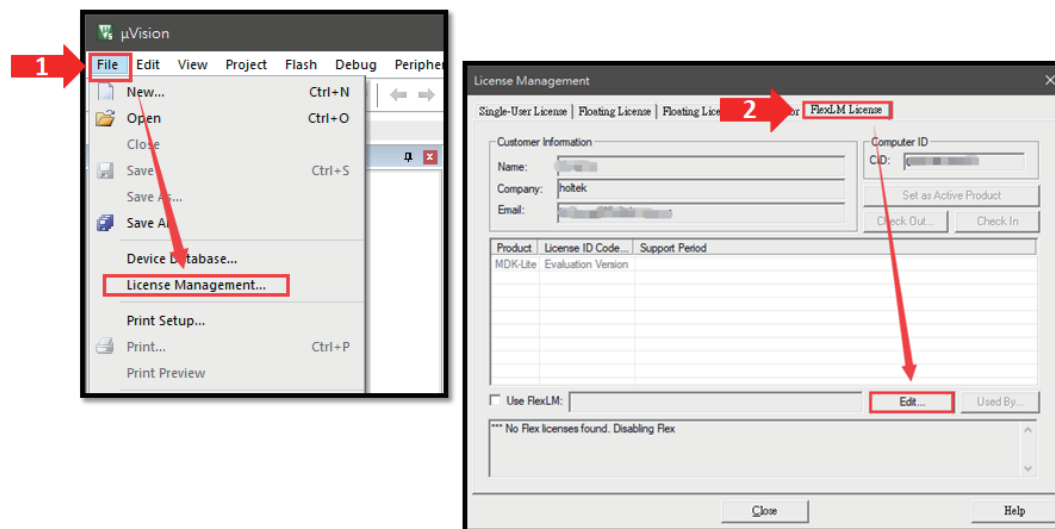 µVision
1
File Edit View Project Flash Debug Peripher
New... Ctrl+N
Open Ctrl+O
Close
Save Ctrl+S
Save As...
Save All
Device Database...
License Management...
Print Setup...
Print... Ctrl+P
Print Preview
License Management
Single-User License Floating License Floating 2 or FlexLM License
Customer Information
Name:
Company: holtek
Email:
Computer ID
CID:
Set as Active Product
Check Out... Check In
Product License ID Code... Support Period
MDK-Lite Evaluation Version
Use FlexLM: Edit... Used By...
*** No Flex licenses found. Disabling Flex
Close Help